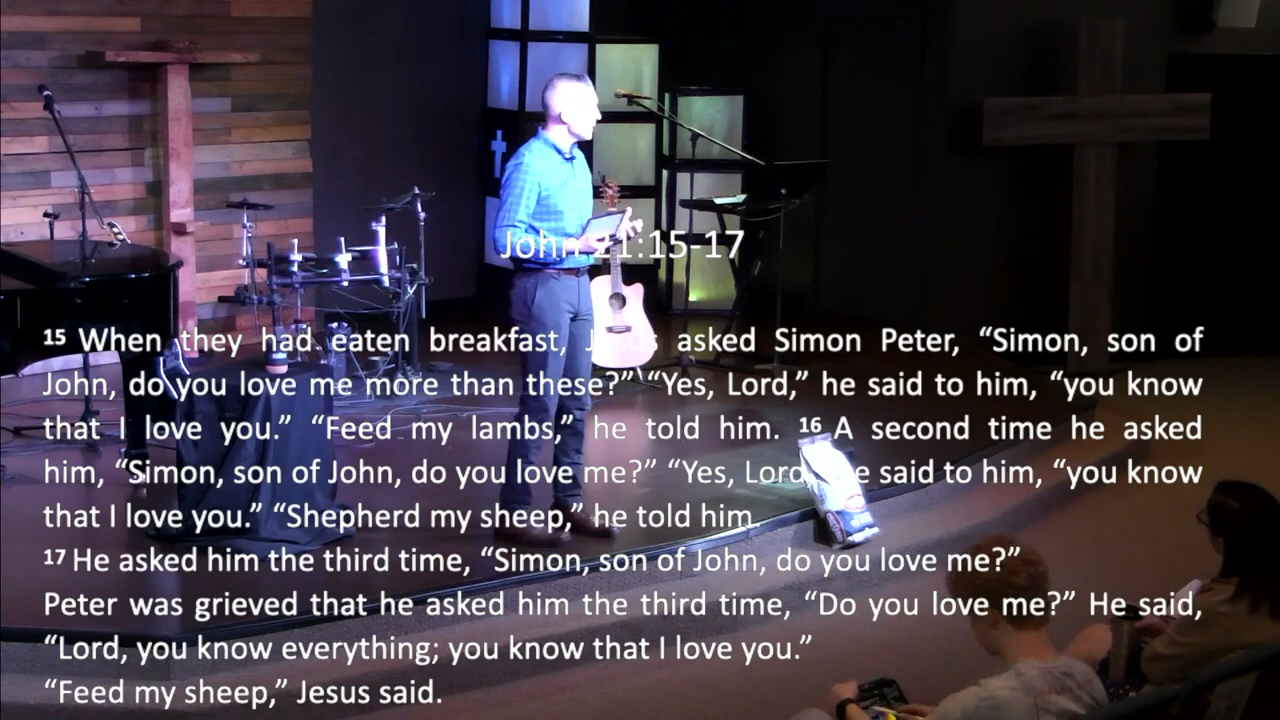 John 21:15-17
15 When they had eaten breakfast, Jesus asked Simon Peter, “Simon, son of
John, do you love me more than these?” “Yes, Lord,” he said to him, “you know
that I love you.” “Feed my lambs,” he told him. 16 A second time he asked
him, “Simon, son of John, do you love me?” “Yes, Lord,” he said to him, “you know
that I love you.” “Shepherd my sheep,” he told him.
17 He asked him the third time, “Simon, son of John, do you love me?”
Peter was grieved that he asked him the third time, “Do you love me?” He said,
“Lord, you know everything; you know that I love you.”
“Feed my sheep,” Jesus said.